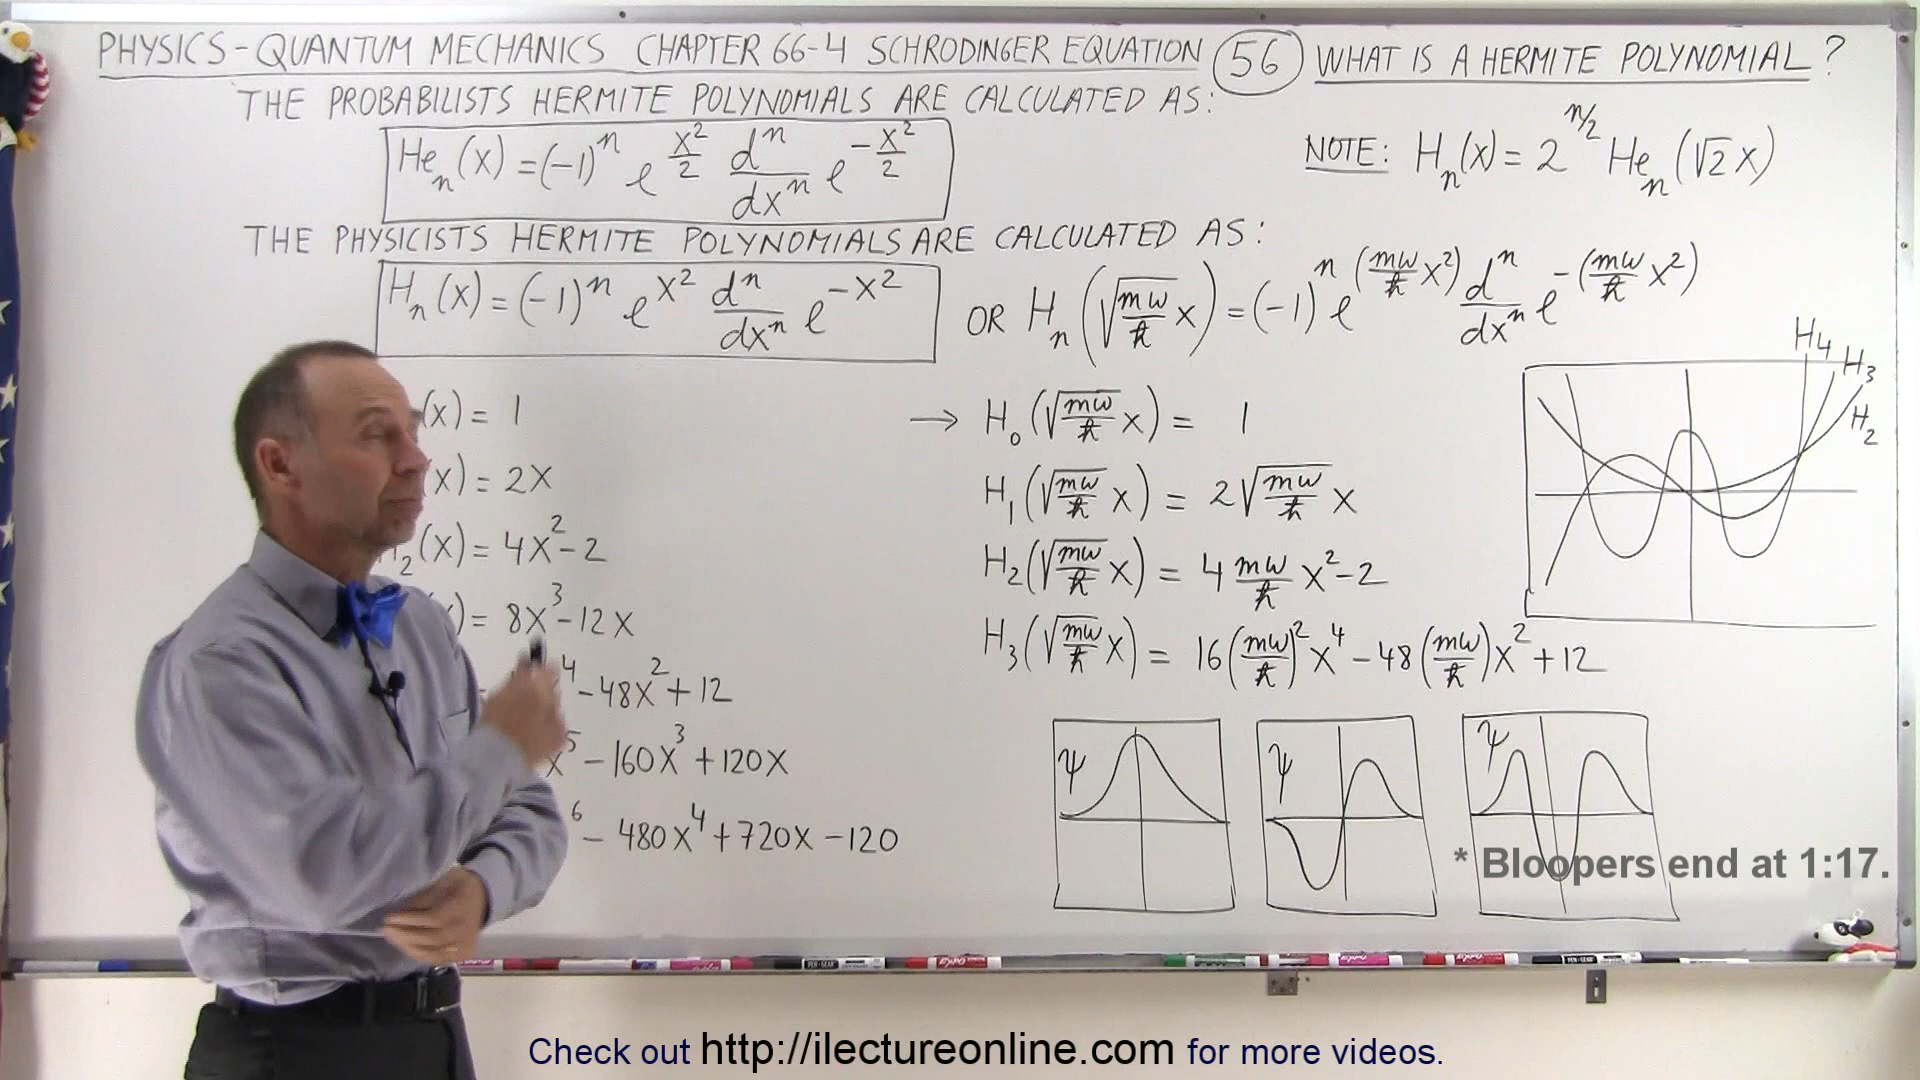 PHYSICS - QUANTUM MECHANICS CHAPTER 66-4 SCHRODINGER EQUATION 56 WHAT IS A HERMITE POLYNOMIAL?
THE PROBABILISTS HERMITE POLYNOMIALS ARE CALCULATED AS:
He_n(x) = (-1)^n e^(x²/2) d^n/dx^n e^(-x²/2)
NOTE: H_n(x) = 2^(n/2) He_n(√2 x)
THE PHYSICISTS HERMITE POLYNOMIALS ARE CALCULATED AS:
H_n(x) = (-1)^n e^(x²) d^n/dx^n e^(-x²)
OR H_n(√(mω/ħ) x) = (-1)^n e^((mω/ħ) x²) d^n/dx^n e^(-(mω/ħ x²))
(x) = 1
(x) = 2x
H₂(x) = 4x² - 2
) = 8x³ - 12x
⁴ - 48x² + 12
x⁵ - 160x³ + 120x
⁶ - 480x⁴ + 720x - 120
→ H₀(√(mω/ħ) x) = 1
H₁(√(mω/ħ) x) = 2√(mω/ħ) x
H₂(√(mω/ħ) x) = 4 mω/ħ x² - 2
H₃(√(mω/ħ) x) = 16(mω/ħ)² x⁴ - 48(mω/ħ) x² + 12
H₄
H₃
H₂
ψ
ψ
ψ
* Bloopers end at 1:17.
Check out http://ilectureonline.com for more videos.